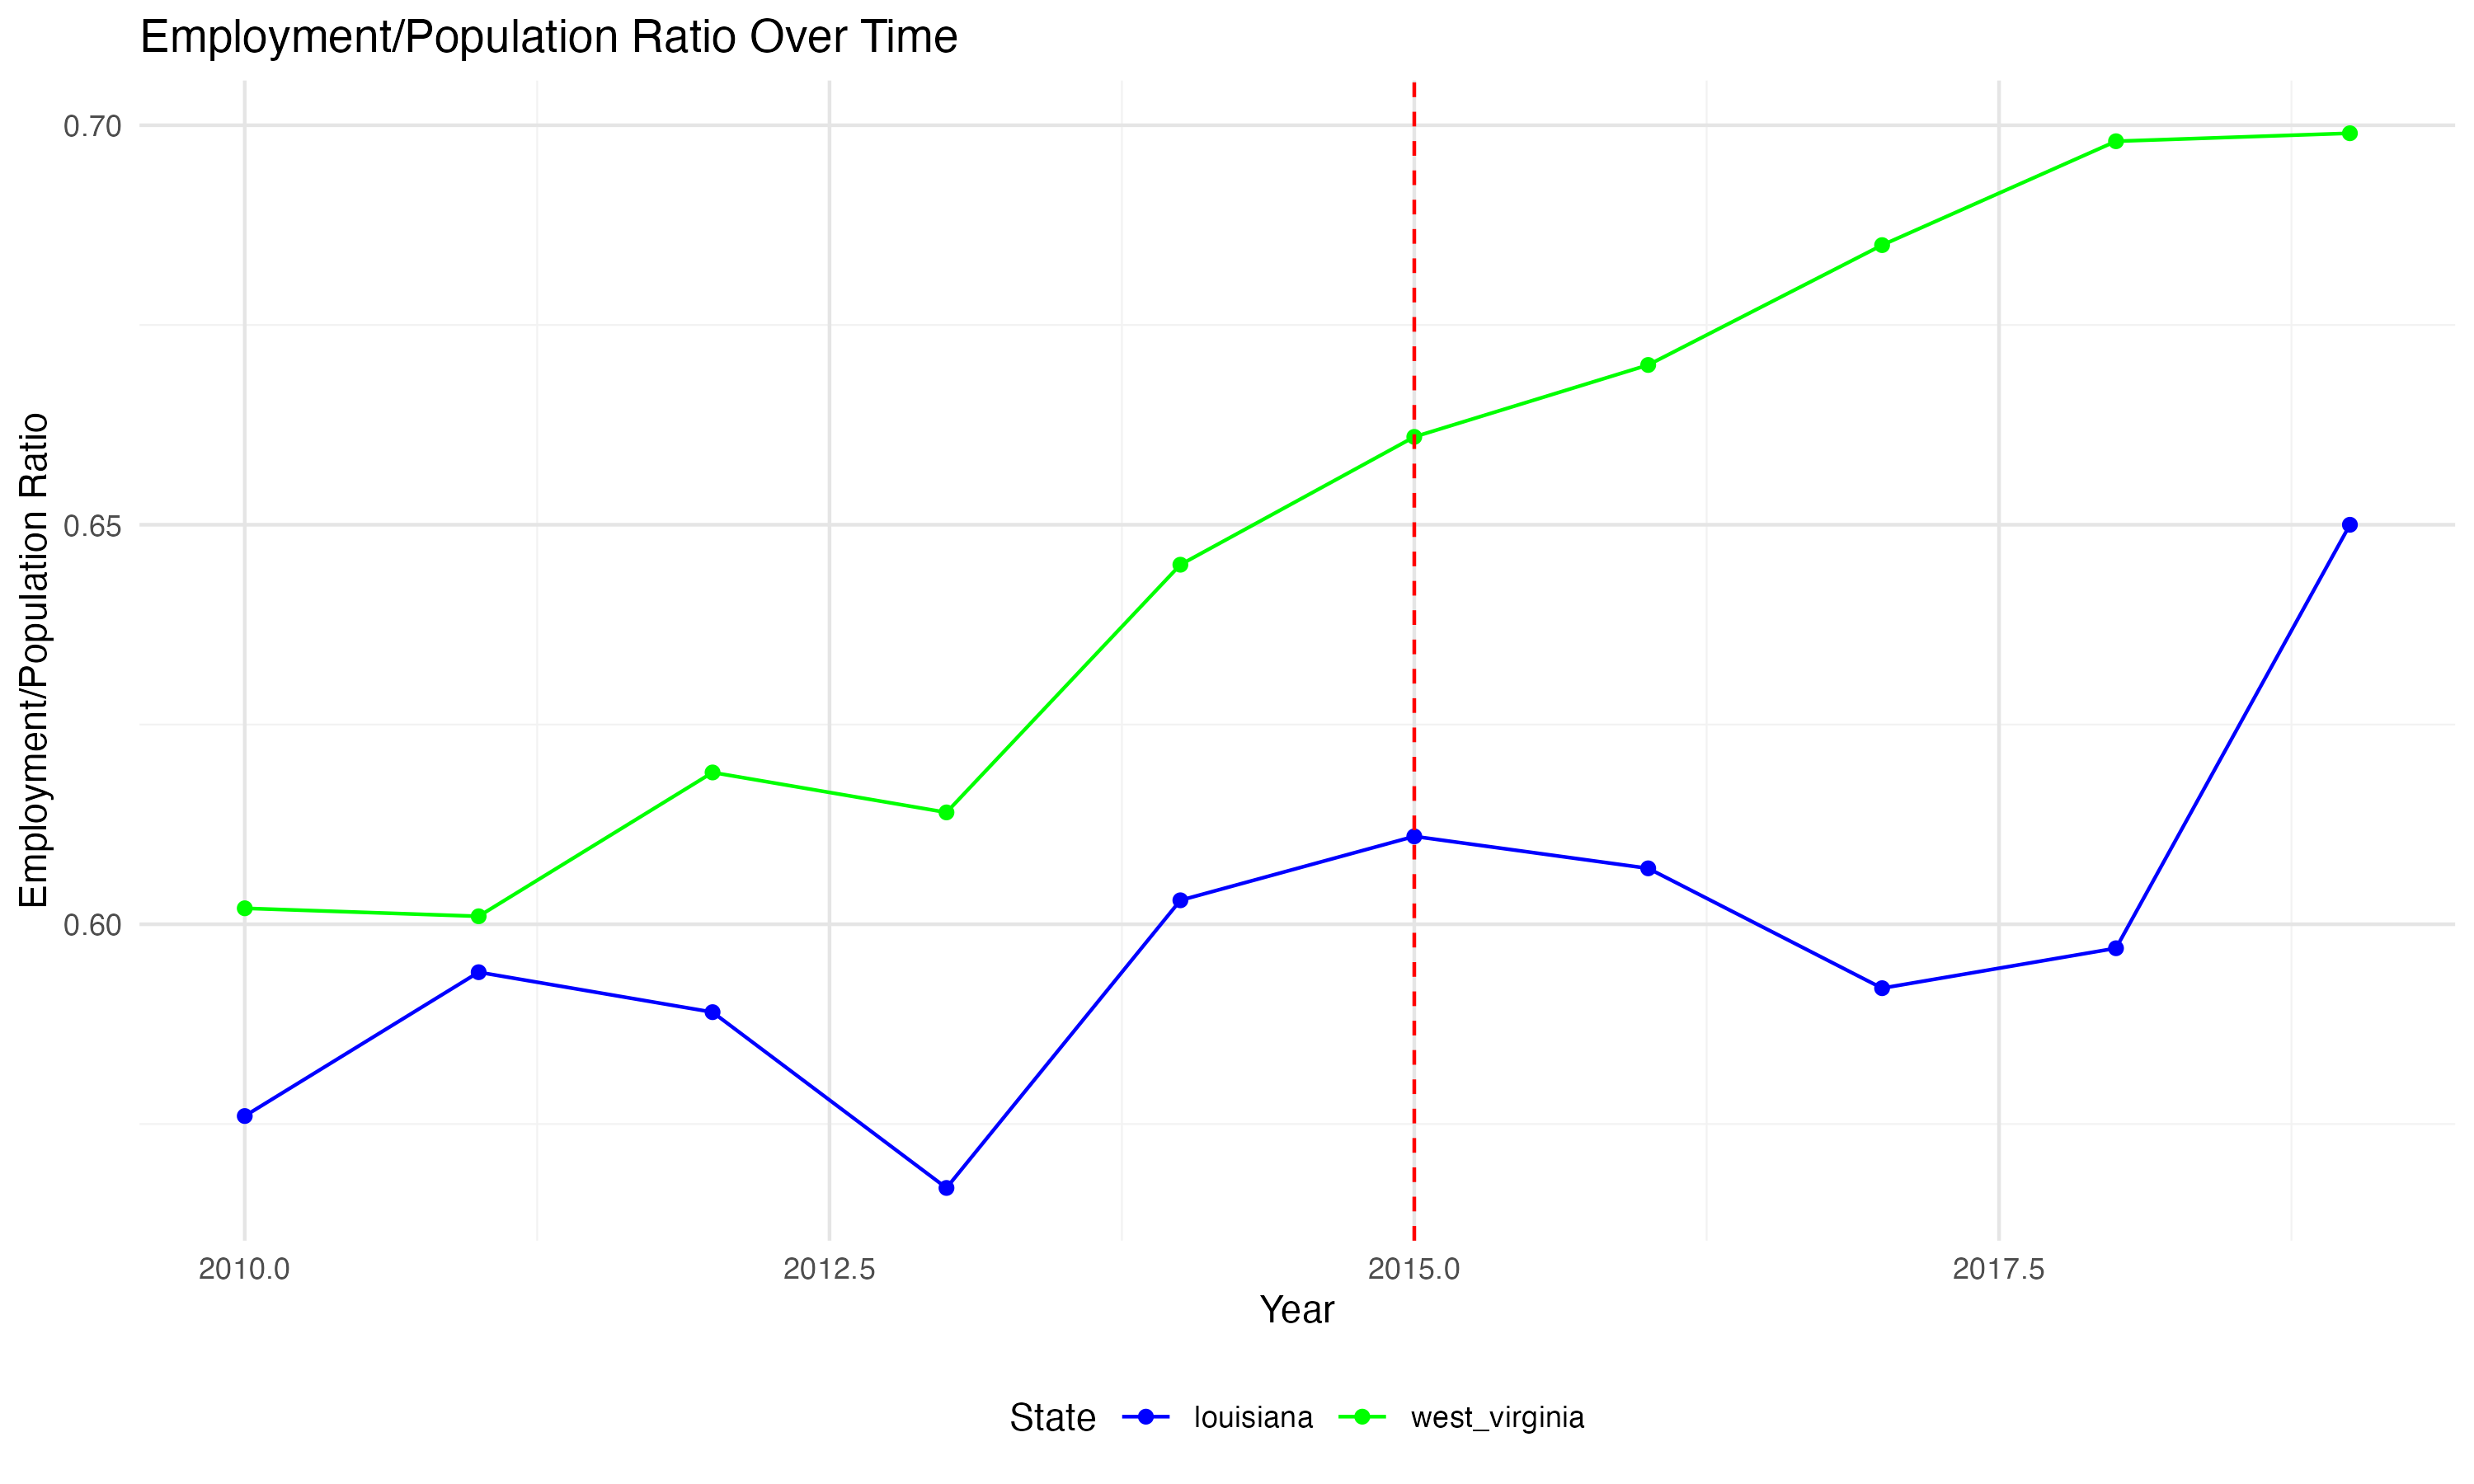 Employment/Population Ratio Over Time
Employment/Population Ratio
0.70
0.65
0.60
2010.0 2012.5 2015.0 2017.5
Year
State louisiana west_virginia